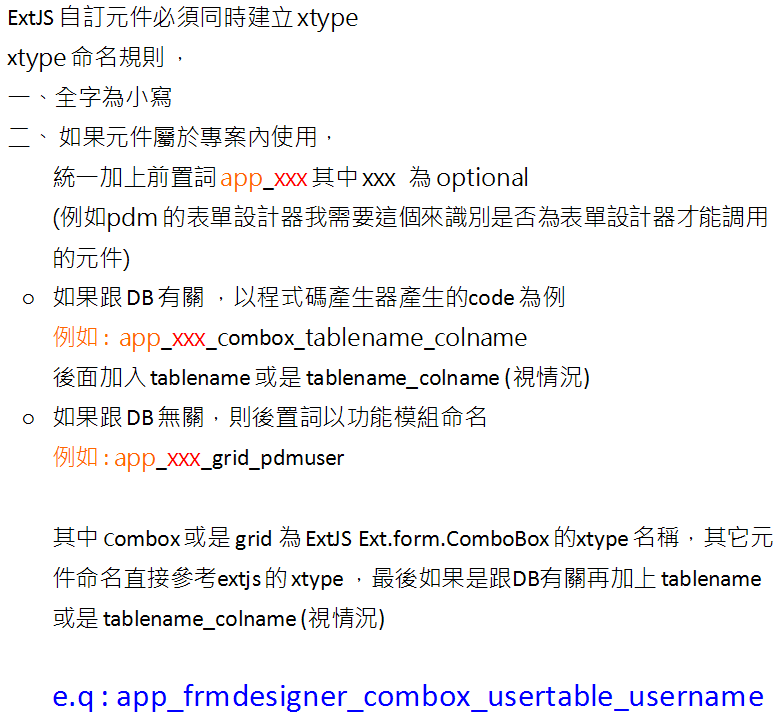 ExtJS 自訂元件必須同時建立 xtype
xtype 命名規則 ，
一、全字為小寫
二、 如果元件屬於專案內使用，
統一加上前置詞 app_xxx 其中 xxx 為 optional
(例如pdm 的表單設計器我需要這個來識別是否為表單設計器才能調用
的元件)
○ 如果跟 DB 有關 ，以程式碼產生器產生的code 為例
例如 : app_xxx_combox_tablename_colname
後面加入 tablename 或是 tablename_colname (視情況)
○ 如果跟 DB 無關，則後置詞以功能模組命名
例如 : app_xxx_grid_pdmuser
其中 combox 或是 grid 為 ExtJS Ext.form.ComboBox 的xtype 名稱，其它元
件命名直接參考extjs 的 xtype ，最後如果是跟DB有關再加上 tablename
或是 tablename_colname (視情況)
e.q : app_frmdesigner_combox_usertable_username